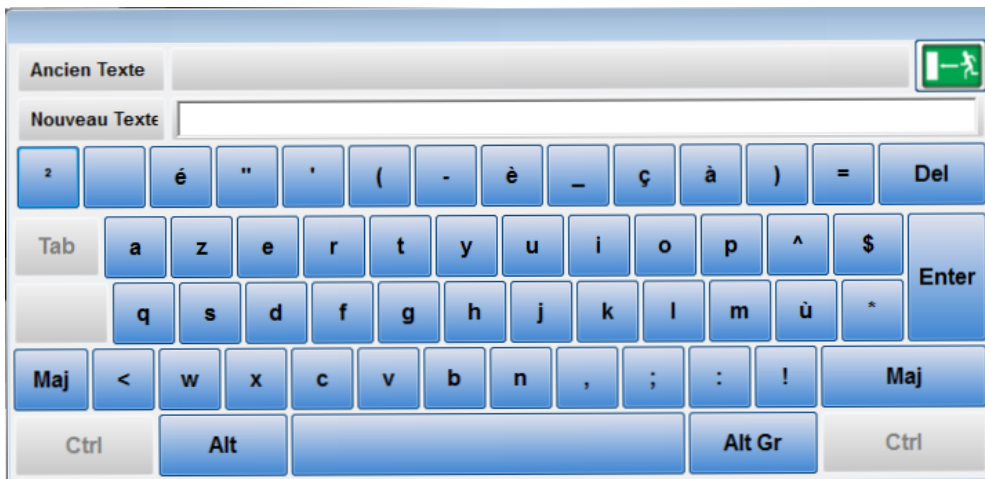 Ancien Texte
Nouveau Texte
² é " ' ( - è _ ç à ) = Del
Tab a z e r t y u i o p ^ $ Enter
q s d f g h j k l m ù *
Maj < w x c v b n , ; : ! Maj
Ctrl Alt Alt Gr Ctrl